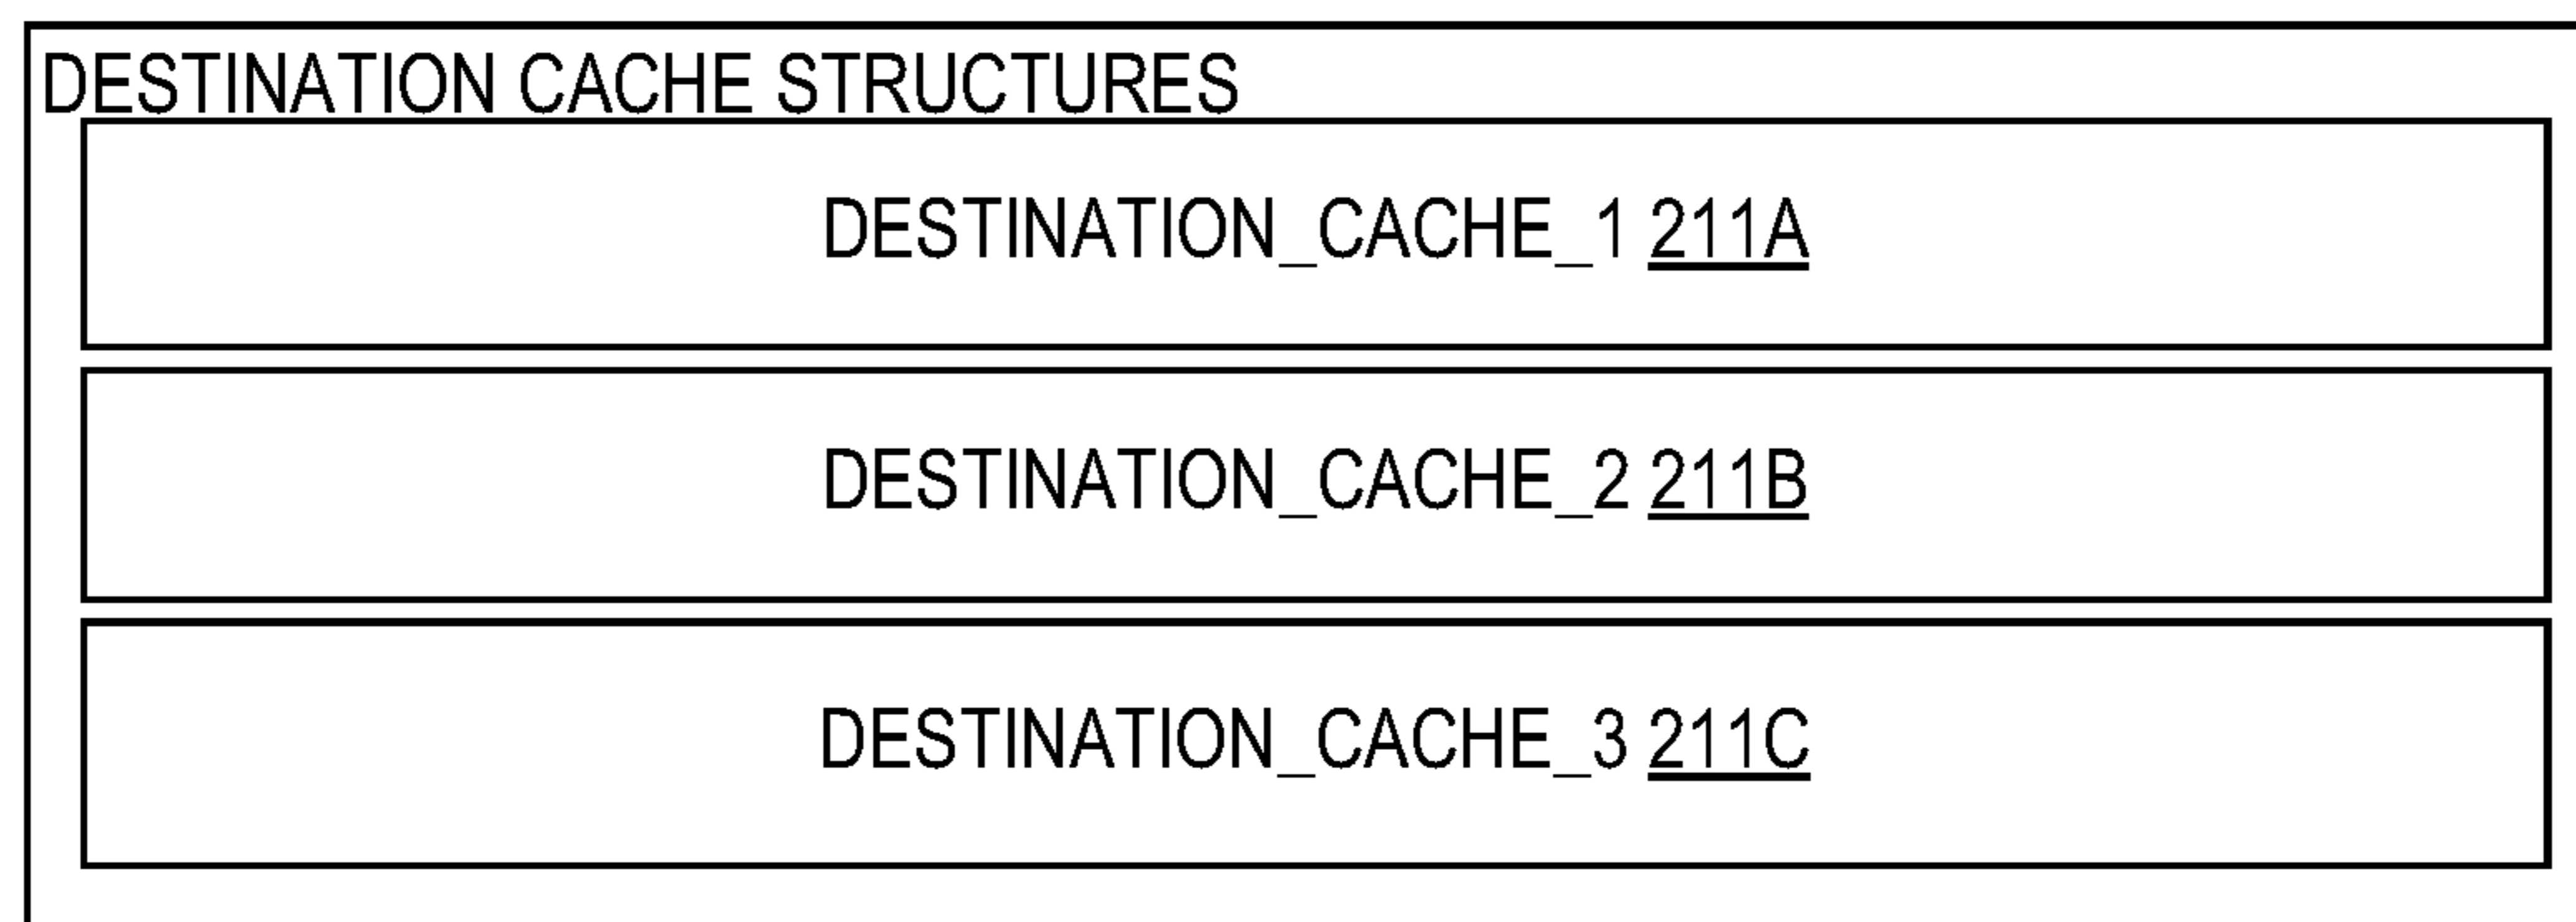 DESTINATION CACHE STRUCTURES
DESTINATION_CACHE_1 211A
DESTINATION_CACHE_2 211B
DESTINATION_CACHE_3 211C